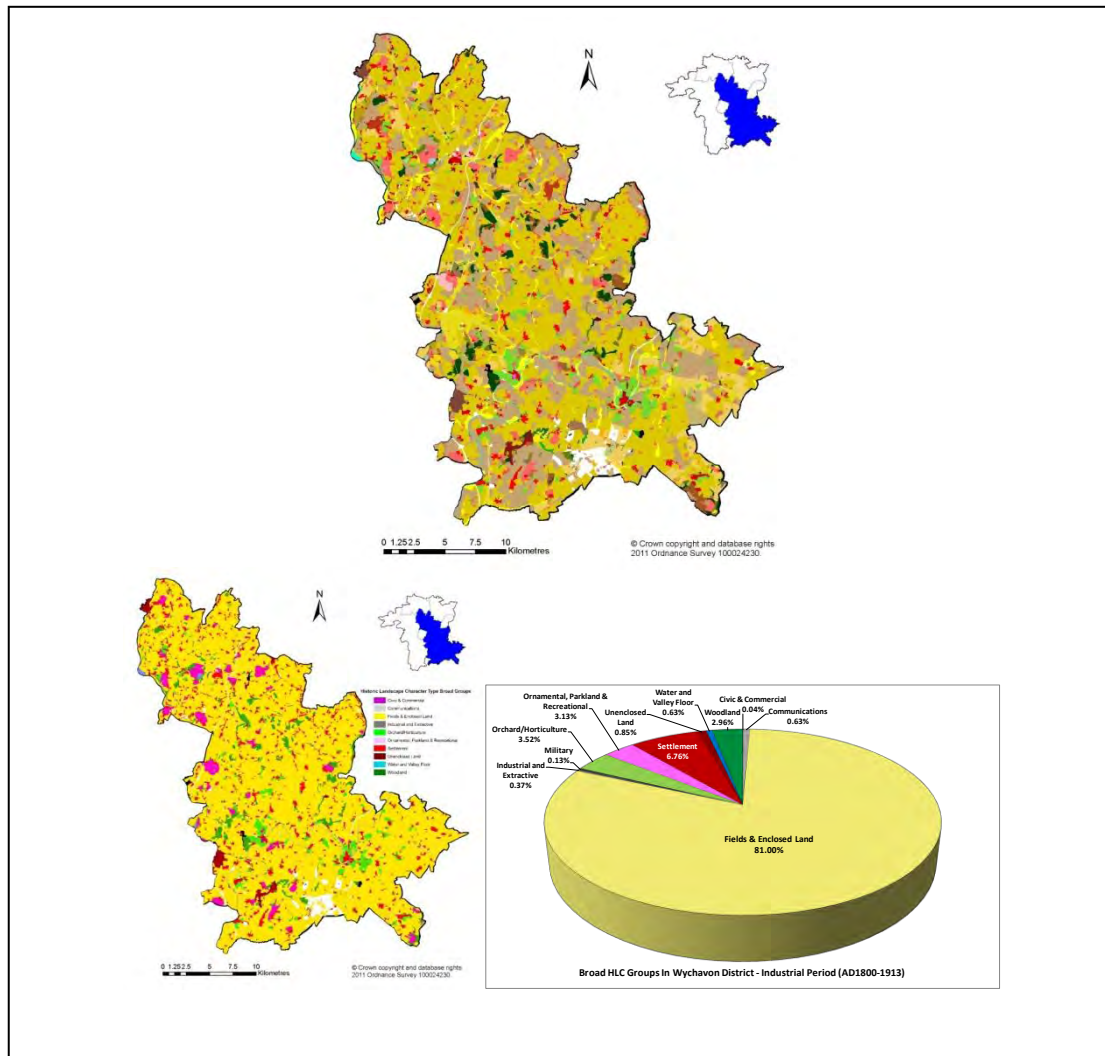 N
0 1.25 2.5 5 7.5 10
Kilometres
© Crown copyright and database rights
2011 Ordnance Survey 100024230.
N
Historic Landscape Character Type Broad Groups
Civic & Commercial
Communications
Fields & Enclosed Land
Industrial and Extractive
Orchard/Horticulture
Ornamental, Parkland & Recreational
Settlement
Unenclosed Land
Water and Valley Floor
Woodland
0 1.25 2.5 5 7.5 10
Kilometres
© Crown copyright and database rights
2011 Ordnance Survey 100024230.
Ornamental, Parkland &
Recreational
3.13%
Unenclosed
Land
0.85%
Water and
Valley Floor
0.63%
Woodland
2.96%
Civic & Commercial
0.04%
Communications
0.63%
Orchard/Horticulture
3.52%
Military
0.13%
Industrial and
Extractive
0.37%
Settlement
6.76%
Fields & Enclosed Land
81.00%
Broad HLC Groups In Wychavon District - Industrial Period (AD1800-1913)